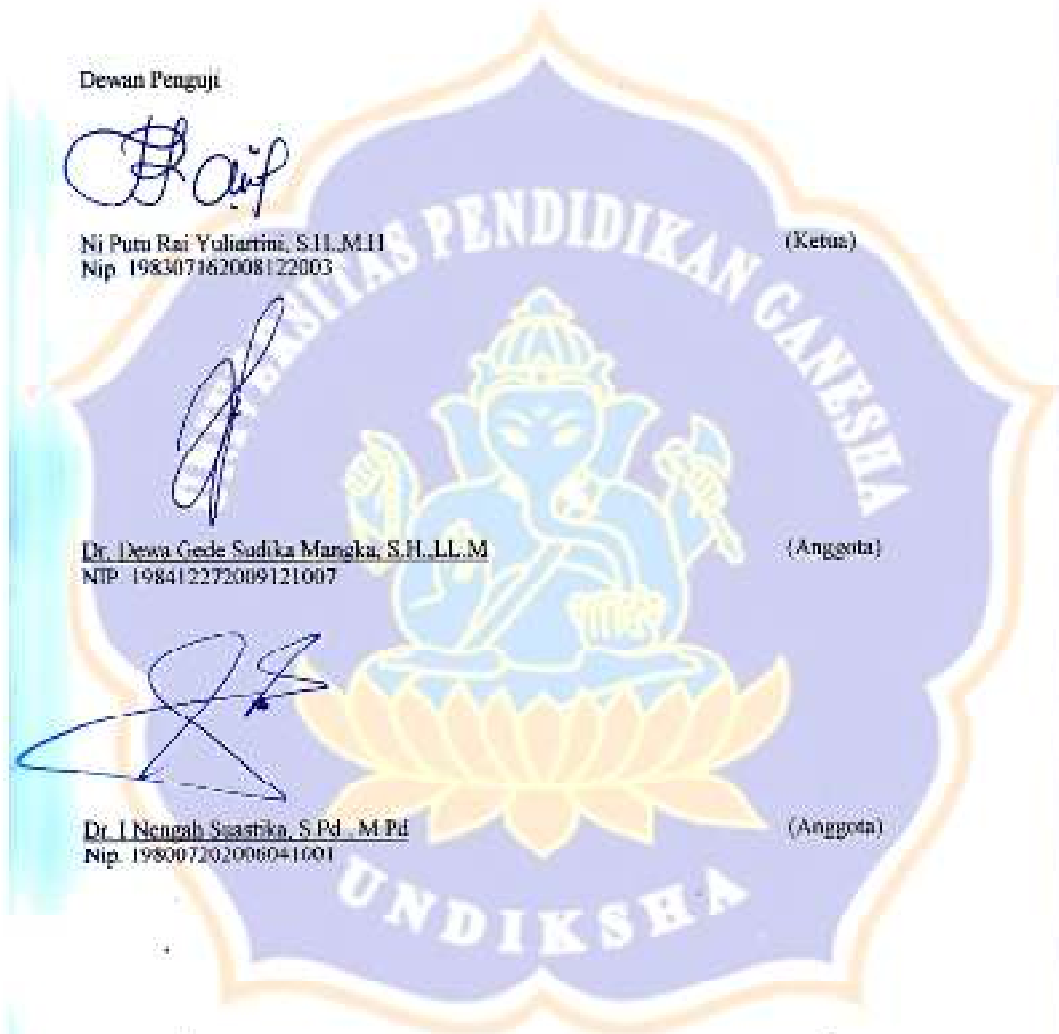 Dewan Penguji
Ni Putu Rai Yuliartini, S.H.,M.H
Nip. 198307162008122003
(Ketua)
Dr. Dewa Gede Sudika Mangku, S.H.,LL.M
NIP. 198412272009121007
(Anggota)
Dr. I Nengah Suastika, S.Pd., M.Pd
Nip.
(Anggota)
UNIVERSITAS PENDIDIKAN GANESHA
UNDIKSHA